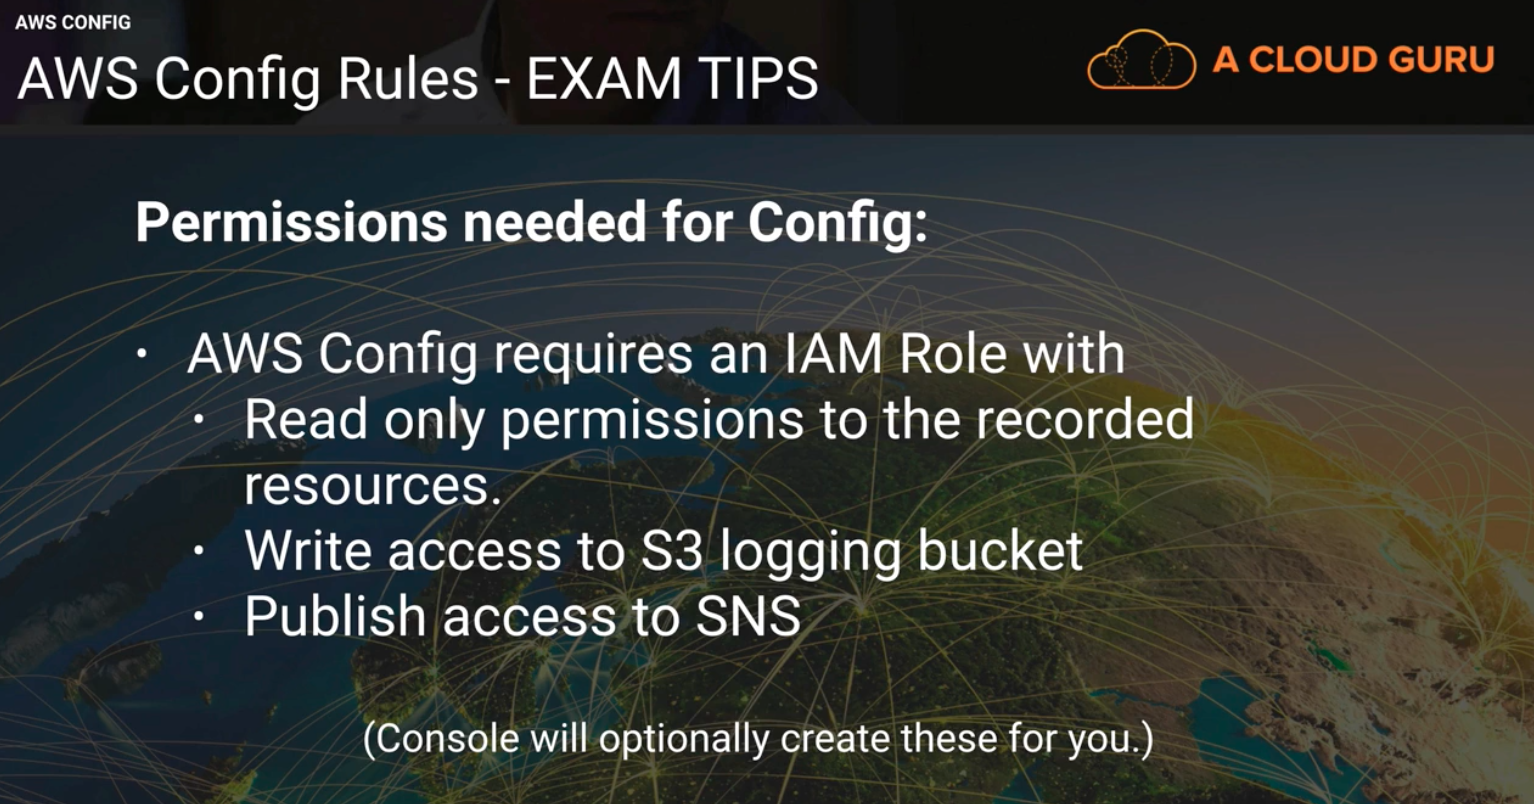 AWS CONFIG
AWS Config Rules - EXAM TIPS
A CLOUD GURU
Permissions needed for Config:
• AWS Config requires an IAM Role with
• Read only permissions to the recorded
resources.
• Write access to S3 logging bucket
• Publish access to SNS
(Console will optionally create these for you.)